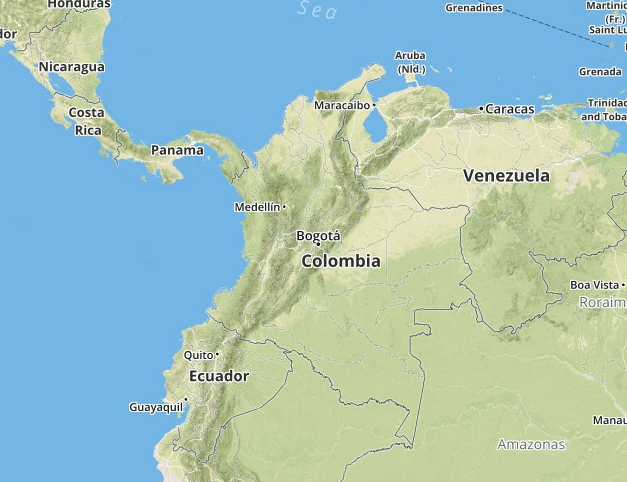 Honduras
Sea
Grenadines
Martinic
(Fr.)
Saint Lu
dor
Nicaragua
Aruba
(Nld.)
Grenada
Maracaibo
Caracas
Trinidad
and Toba
Costa
Rica
Panama
Venezuela
Medellín
Bogotá
Colombia
Boa Vista
Roraim
Quito
Ecuador
Guayaquil
Manau
Amazonas